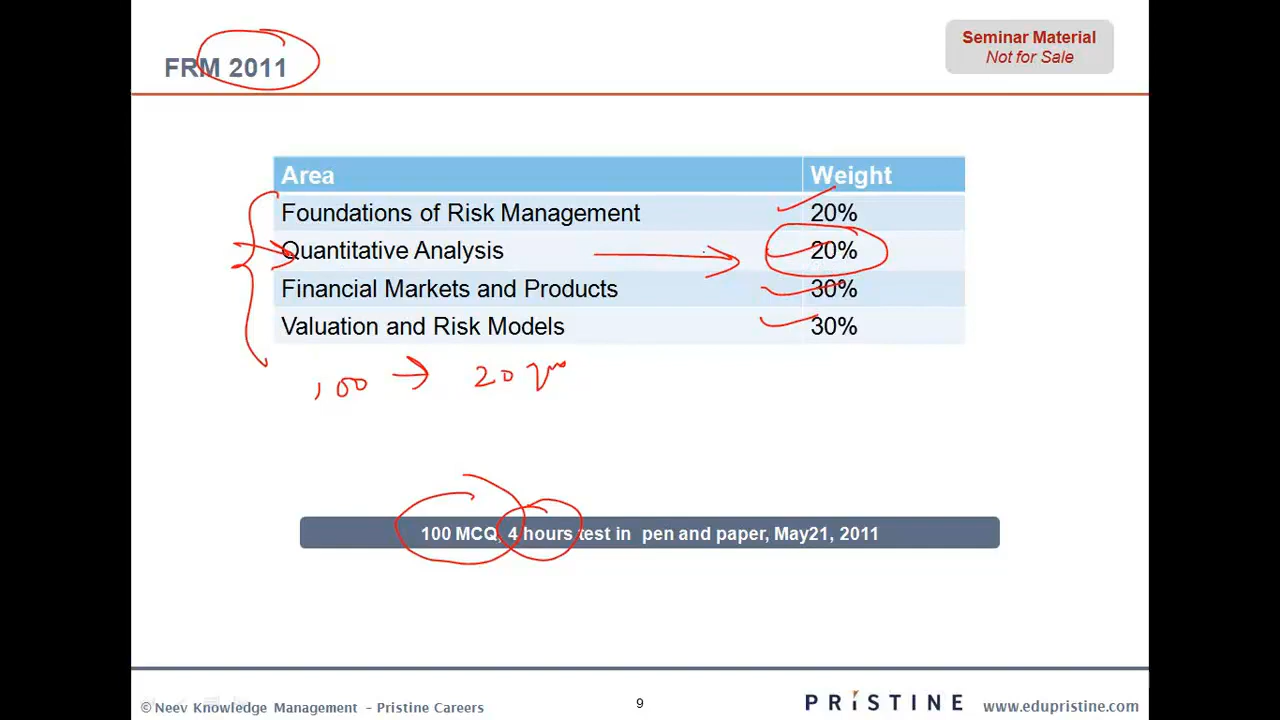 FRM 2011
Seminar Material
Not for Sale
Area Weight
Foundations of Risk Management 20%
Quantitative Analysis 20%
Financial Markets and Products 30%
Valuation and Risk Models 30%
100 → 20
100 MCQ, 4 hours test in pen and paper, May21, 2011
© Neev Knowledge Management - Pristine Careers
9
PRISTINE
www.edupristine.com